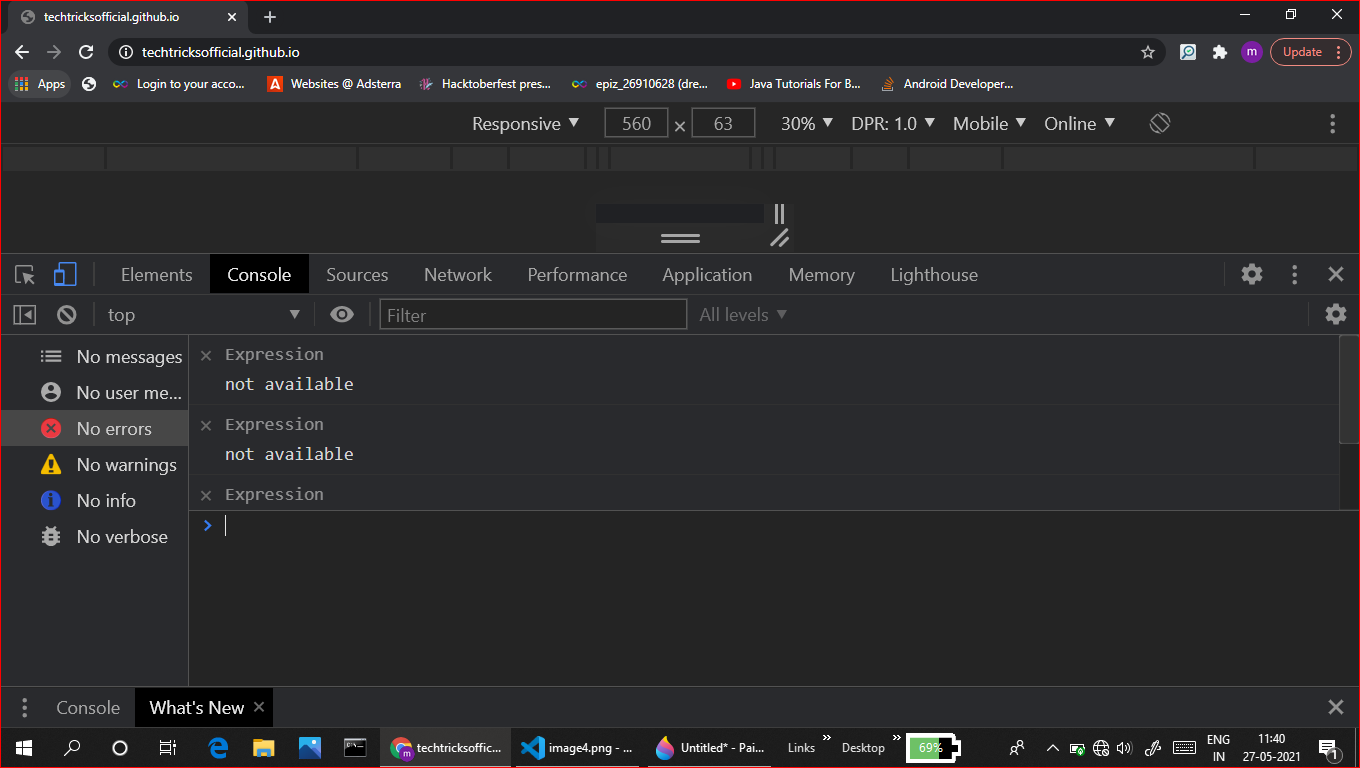 techtricksofficial.github.io
techtricksofficial.github.io
m
Update
Apps
Login to your acco...
Websites @ Adsterra
Hacktoberfest pres...
epiz_26910628 (dre...
Java Tutorials For B...
Android Developer...
Responsive
560
×
63
30%
DPR: 1.0
Mobile
Online
Elements
Console
Sources
Network
Performance
Application
Memory
Lighthouse
top
Filter
All levels
No messages
No user me...
No errors
No warnings
No info
No verbose
Expression
not available
Expression
not available
Expression
Console
What's New
techtricksoffic...
image4.png - ...
Untitled* - Pai...
Links
Desktop
69%
ENG
IN
11:40
27-05-2021
1